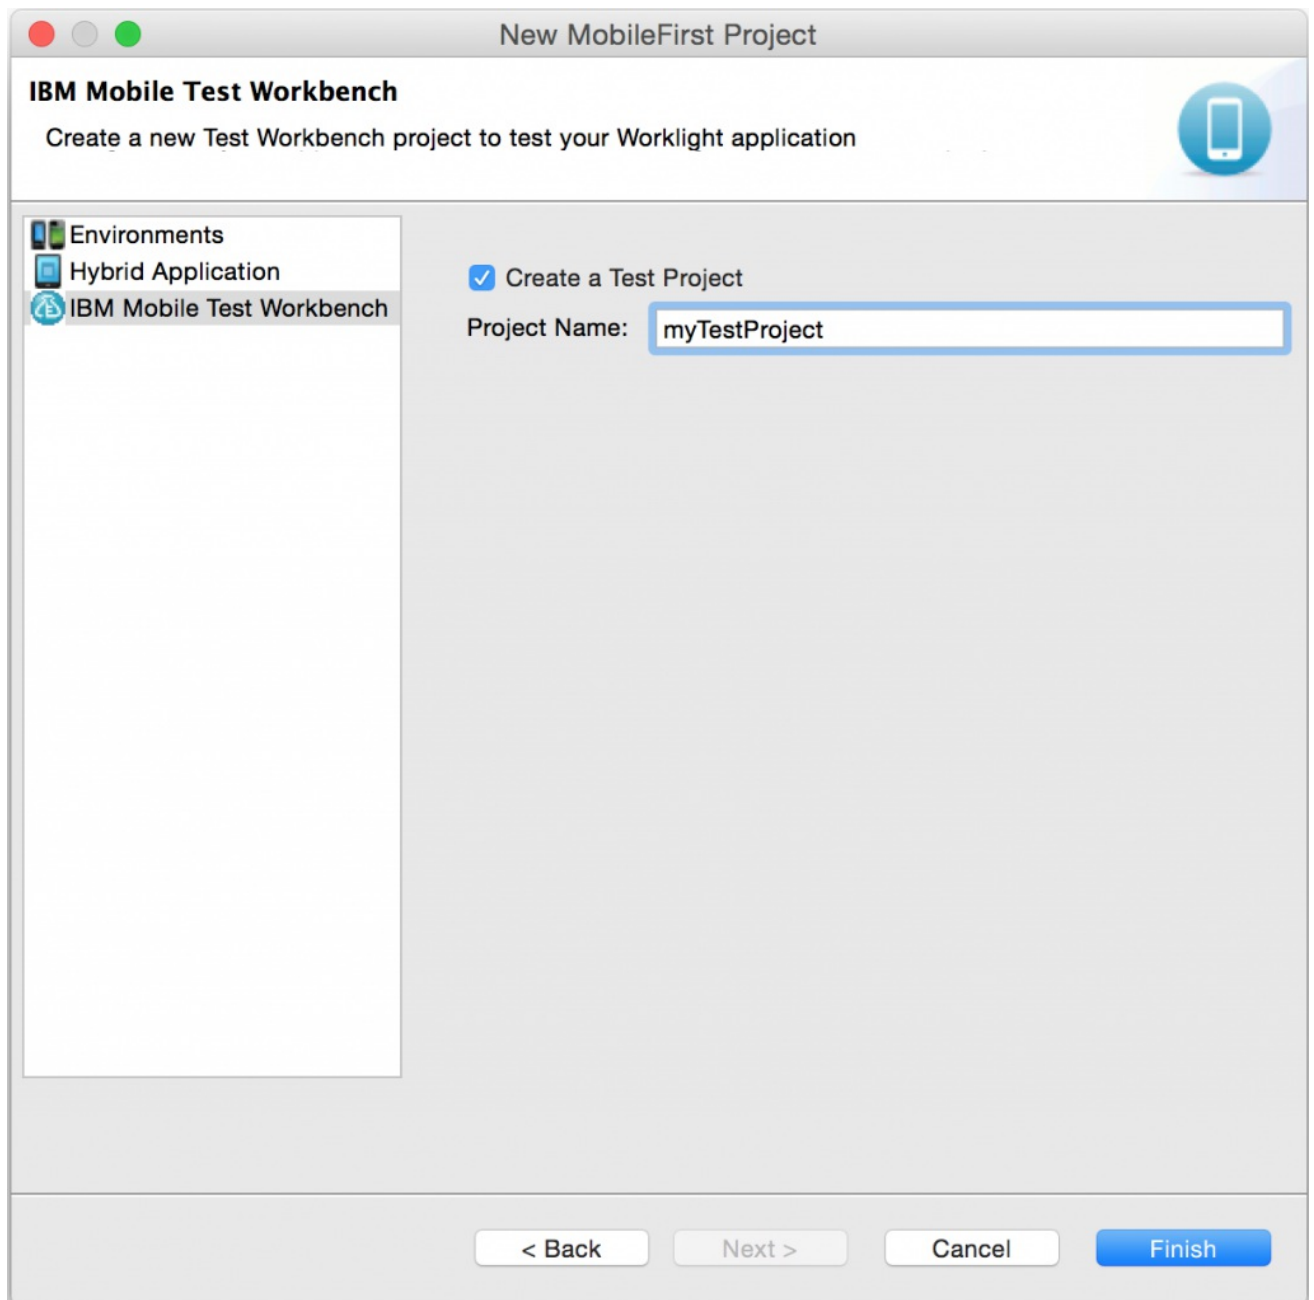 New MobileFirst Project
IBM Mobile Test Workbench
Create a new Test Workbench project to test your Worklight application
Environments
Hybrid Application
IBM Mobile Test Workbench
Create a Test Project
Project Name: myTestProject
< Back Next > Cancel Finish